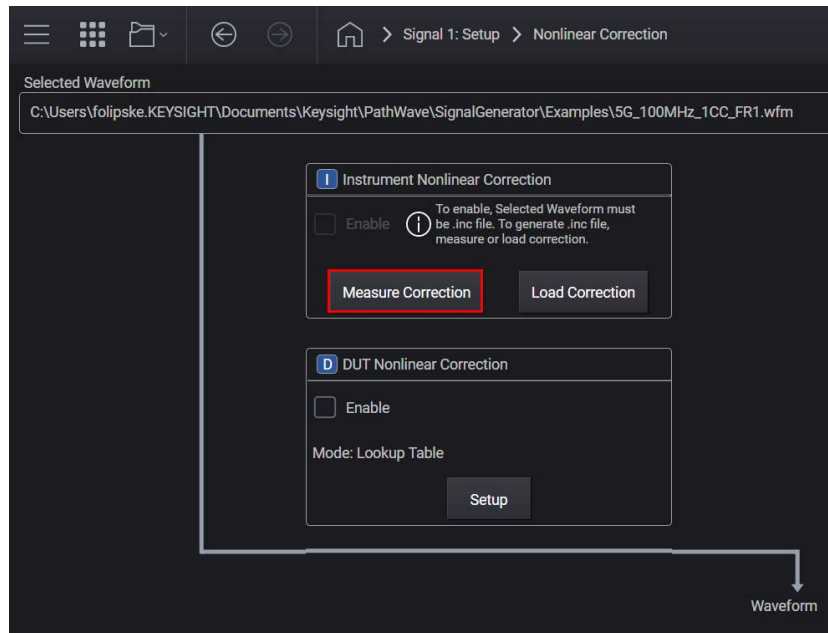 Signal 1: Setup > Nonlinear Correction
Selected Waveform
C:\Users\folipske.KEYSIGHT\Documents\Keysight\PathWave\SignalGenerator\Examples\5G_100MHz_1CC_FR1.wfm
I Instrument Nonlinear Correction
Enable
To enable, Selected Waveform must
be .inc file. To generate .inc file,
measure or load correction.
Measure Correction Load Correction
D DUT Nonlinear Correction
Enable
Mode: Lookup Table
Setup
Waveform